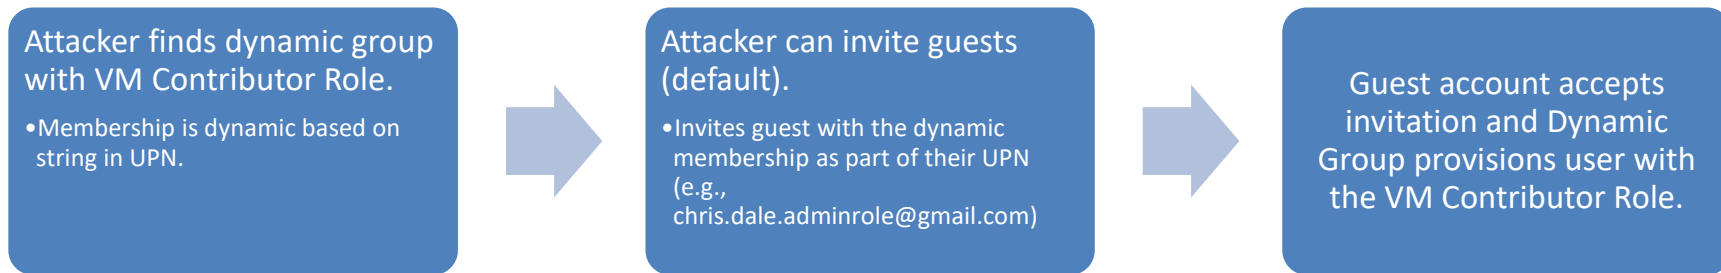 Attacker finds dynamic group
with VM Contributor Role.
•Membership is dynamic based on
string in UPN.
Attacker can invite guests
(default).
•Invites guest with the dynamic
membership as part of their UPN
(e.g.,
chris.dale.adminrole@gmail.com)
Guest account accepts
invitation and Dynamic
Group provisions user with
the VM Contributor Role.